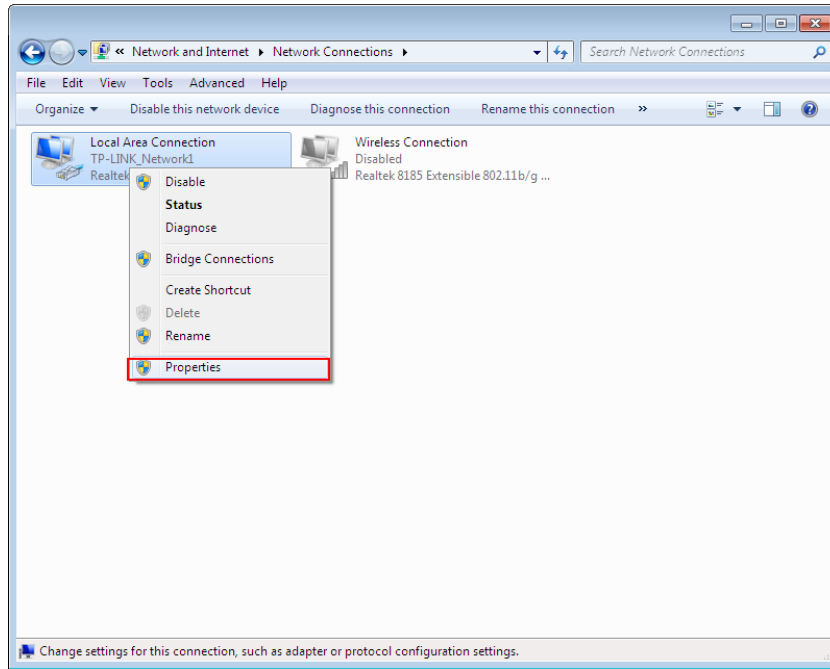 « Network and Internet ▸ Network Connections ▸
Search Network Connections
File Edit View Tools Advanced Help
Organize ▾ Disable this network device Diagnose this connection Rename this connection »
Local Area Connection
TP-LINK_Network1
Realtek
Wireless Connection
Disabled
Realtek 8185 Extensible 802.11b/g ...
Disable
Status
Diagnose
Bridge Connections
Create Shortcut
Delete
Rename
Properties
Change settings for this connection, such as adapter or protocol configuration settings.